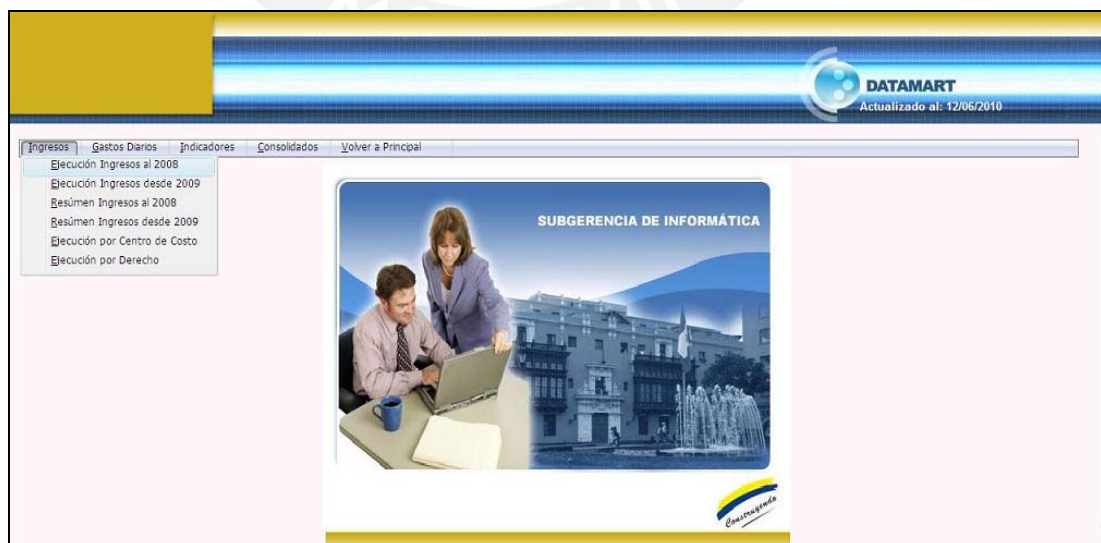 DATAMART
Actualizado al: 12/06/2010
Ingresos Gastos Diarios Indicadores Consolidados Volver a Principal
Ejecución Ingresos al 2008
Ejecución Ingresos desde 2009
Resúmen Ingresos al 2008
Resúmen Ingresos desde 2009
Ejecución por Centro de Costo
Ejecución por Derecho
SUBGERENCIA DE INFORMÁTICA
Construyendo